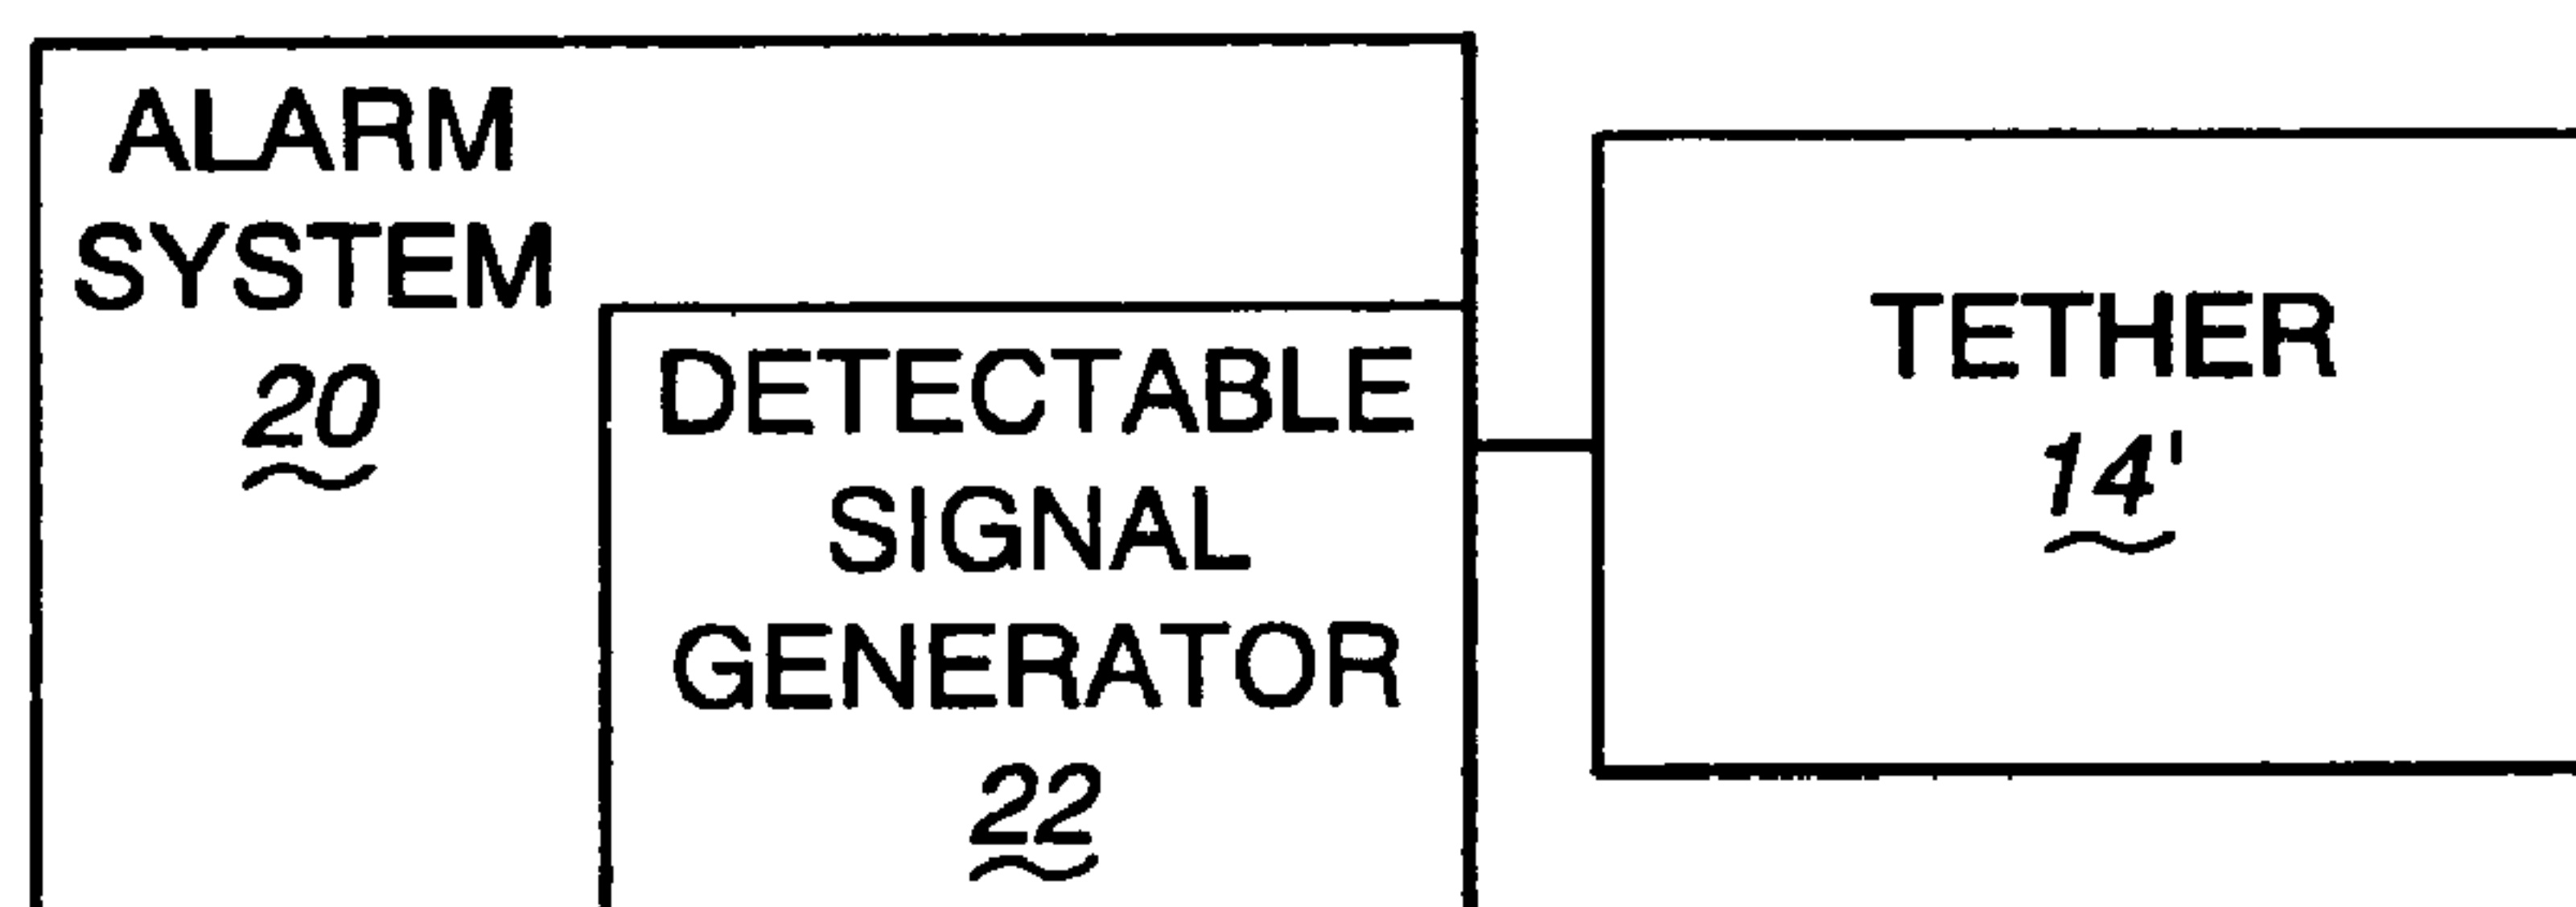 ALARM
SYSTEM
20
DETECTABLE
SIGNAL
GENERATOR
22
TETHER
14'